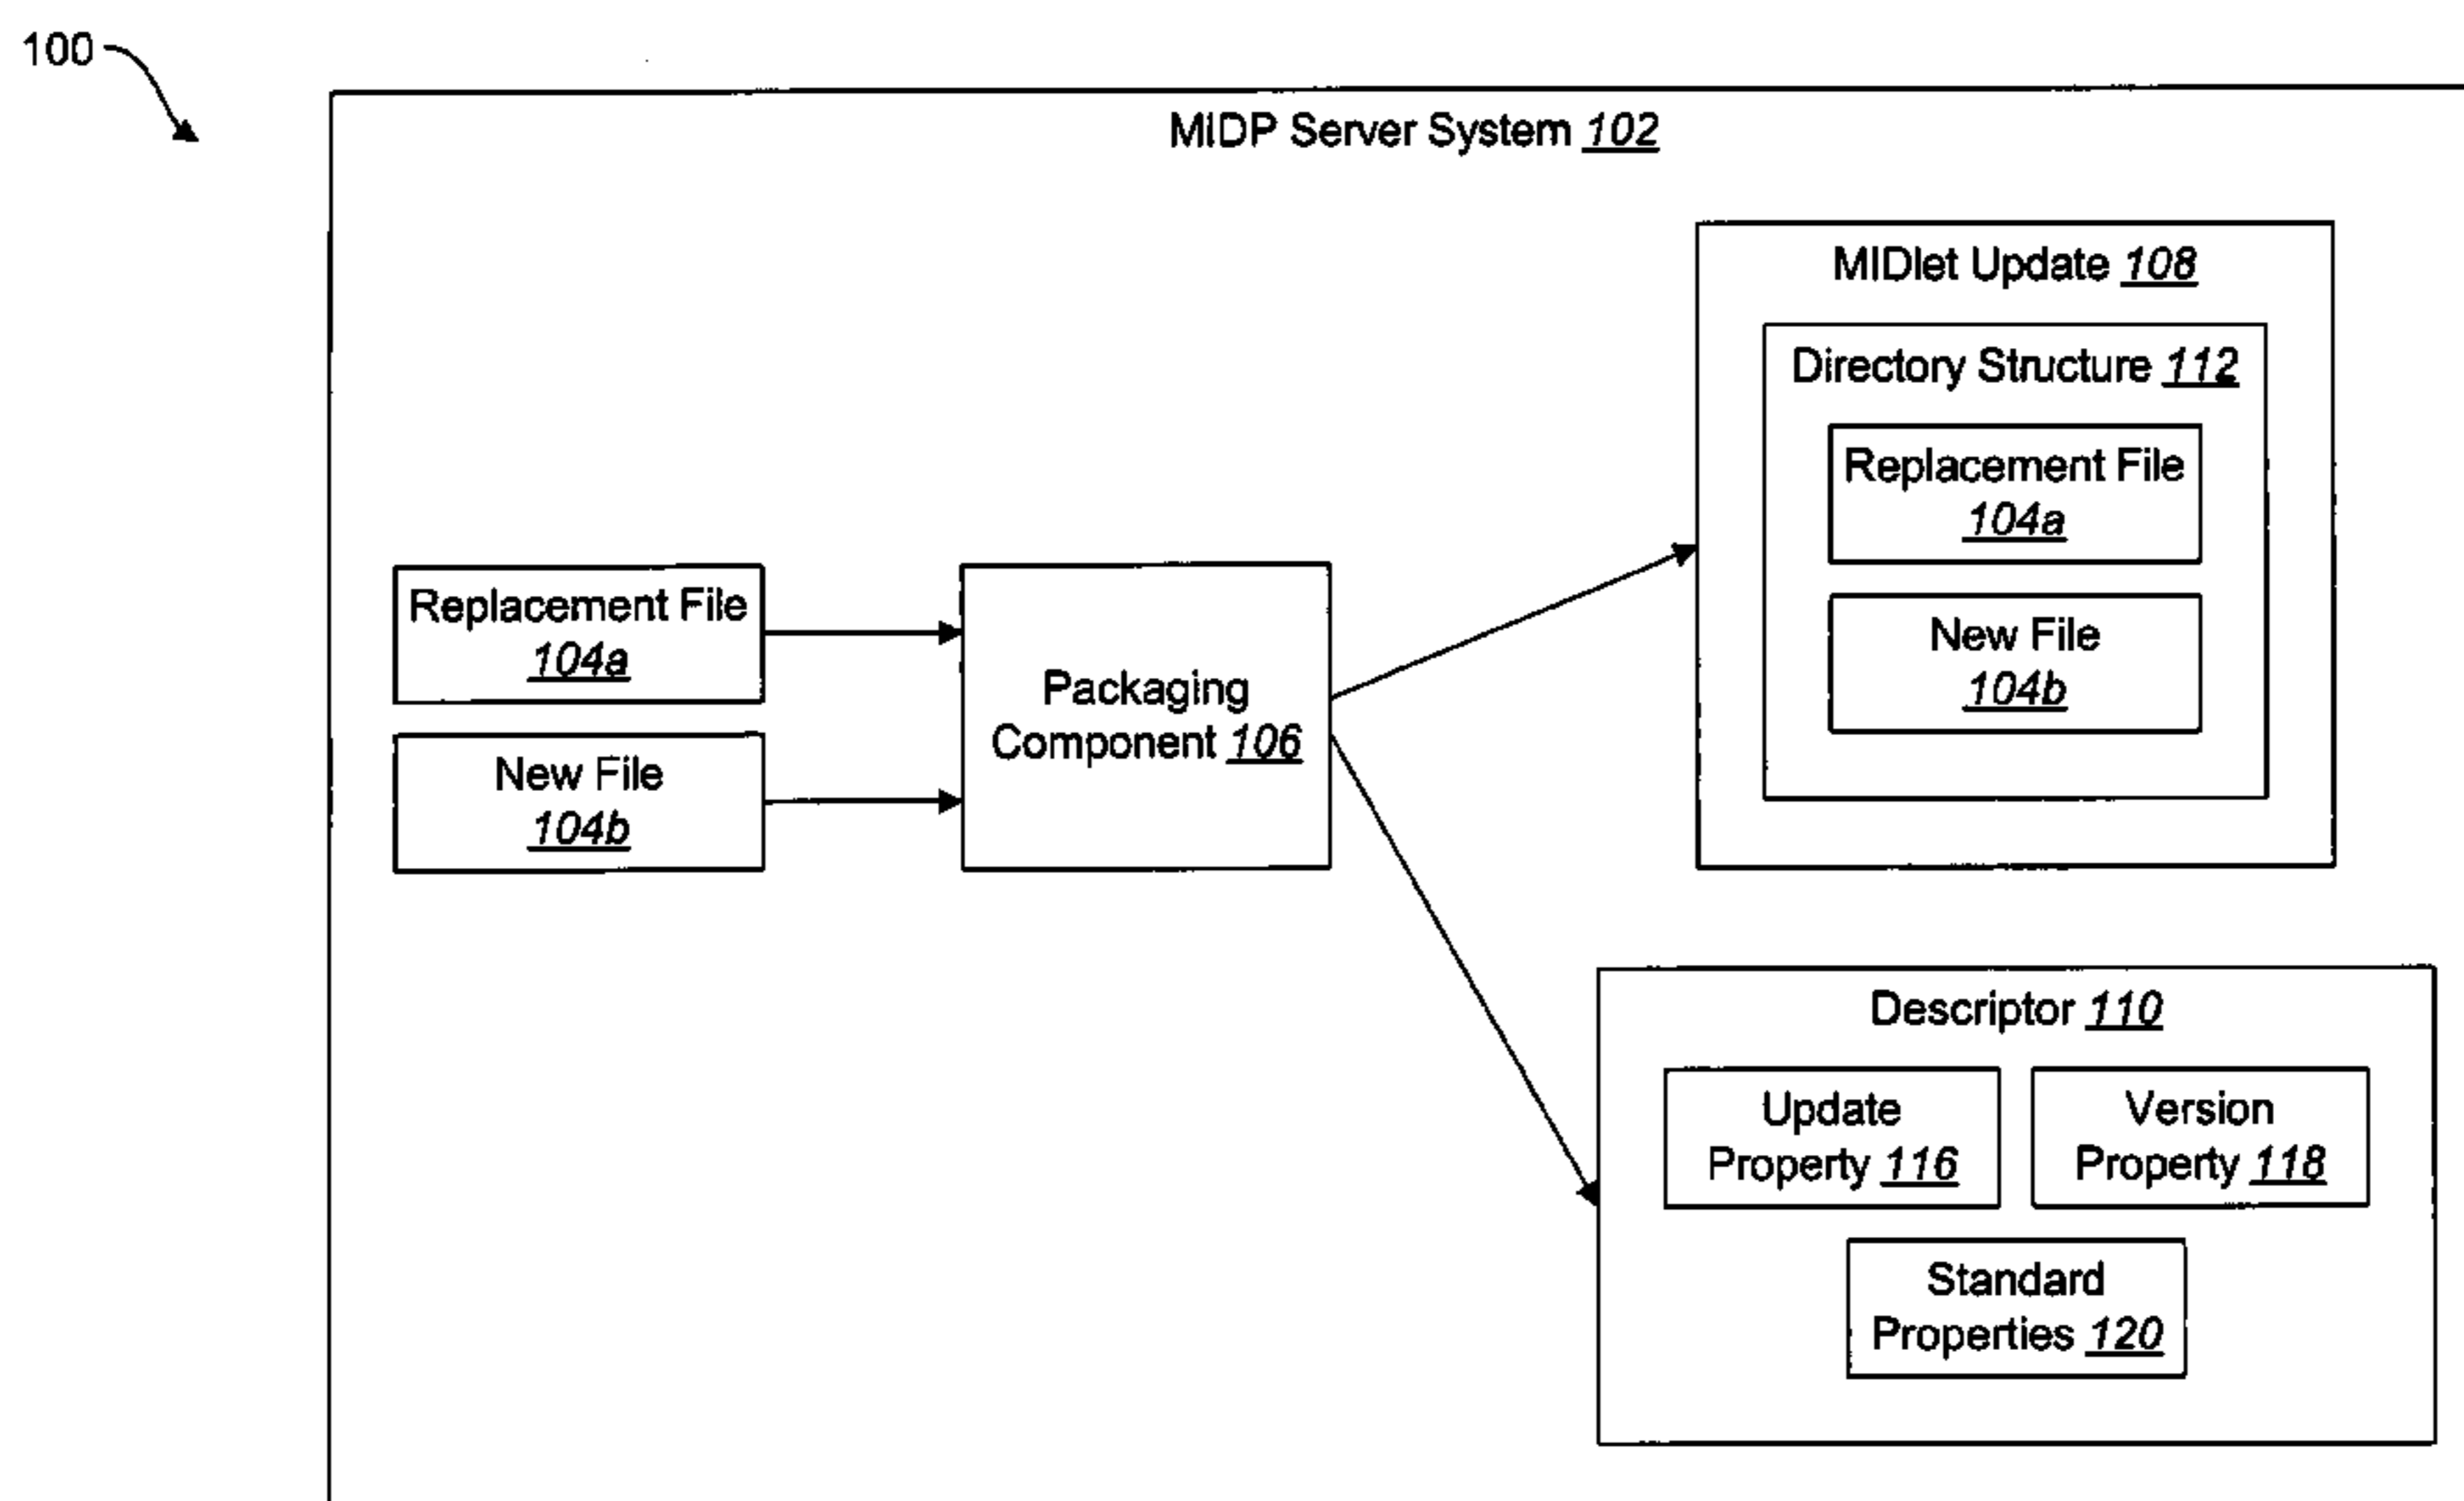 100
MIDP Server System 102
MIDlet Update 108
Directory Structure 112
Replacement File
104a
New File
104b
Replacement File
104a
New File
104b
Packaging
Component 106
Descriptor 110
Update
Property 116
Version
Property 118
Standard
Properties 120